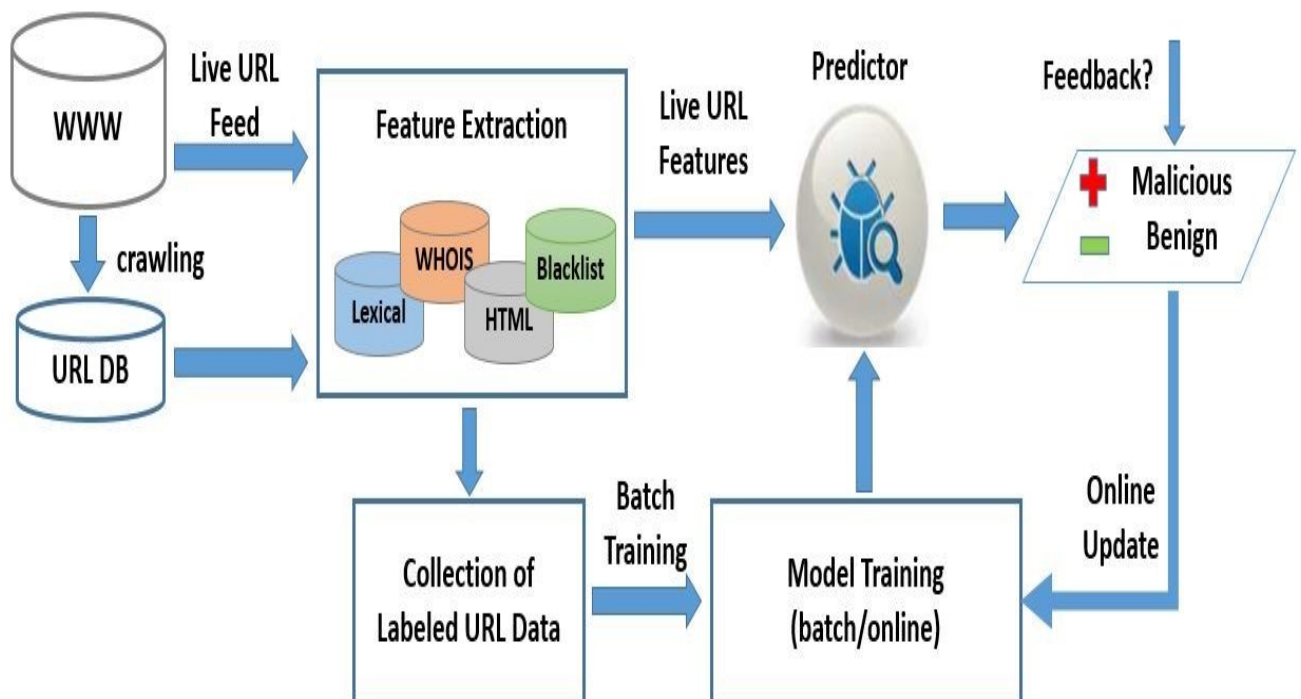 WWW
Live URL
Feed
crawling
URL DB
Feature Extraction
Lexical
WHOIS
HTML
Blacklist
Live URL
Features
Predictor
Feedback?
Malicious
Benign
Collection of
Labeled URL Data
Batch
Training
Model Training
(batch/online)
Online
Update